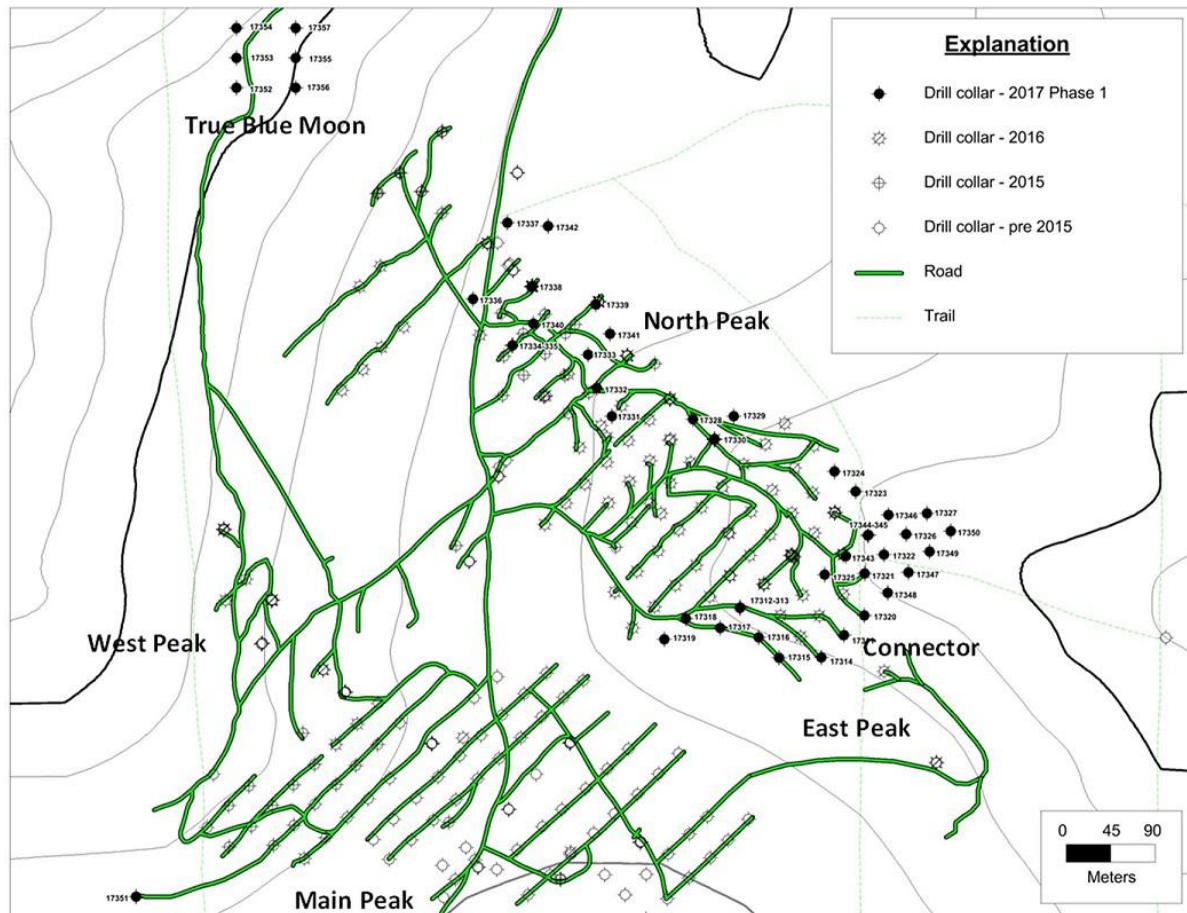 17354
17357
17353
17355
17352
17356
True Blue Moon
Explanation
Drill collar - 2017 Phase 1
Drill collar - 2016
Drill collar - 2015
Drill collar - pre 2015
Road
Trail
17337
17342
17338
17336
17339
North Peak
17340
17341
17334-335
17333
17332
17331
17328
17329
17330
17324
17323
17346
17327
17344-345
17326
17350
17343
17322
17349
17325
17321
17347
17348
17312-313
17320
17318
17317
17319
17316
17315
17314
West Peak
Connector
East Peak
17351
Main Peak
0 45 90
Meters